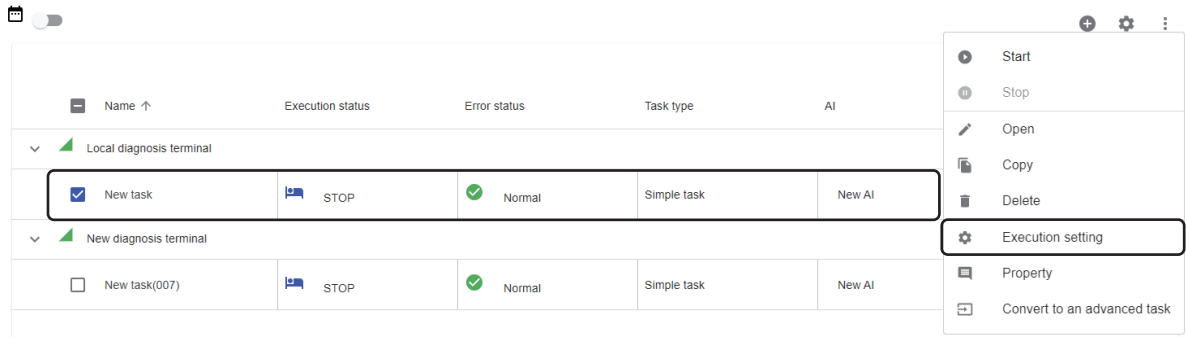 Name Execution status Error status Task type AI
Local diagnosis terminal
New task STOP Normal Simple task New AI
New diagnosis terminal
New task(007) STOP Normal Simple task New AI
Start
Stop
Open
Copy
Delete
Execution setting
Property
Convert to an advanced task